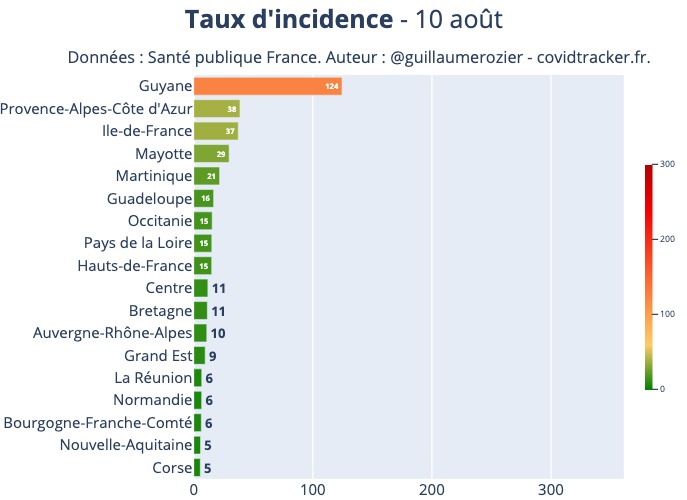 Taux d'incidence - 10 août
Données : Santé publique France. Auteur : @guillaumerozier - covidtracker.fr.
Guyane 124
Provence-Alpes-Côte d'Azur 38
Ile-de-France 37
Mayotte 29
Martinique 21
Guadeloupe 16
Occitanie 15
Pays de la Loire 15
Hauts-de-France 15
Centre 11
Bretagne 11
Auvergne-Rhône-Alpes 10
Grand Est 9
La Réunion 6
Normandie 6
Bourgogne-Franche-Comté 6
Nouvelle-Aquitaine 5
Corse 5
0 100 200 300
300
200
100
0